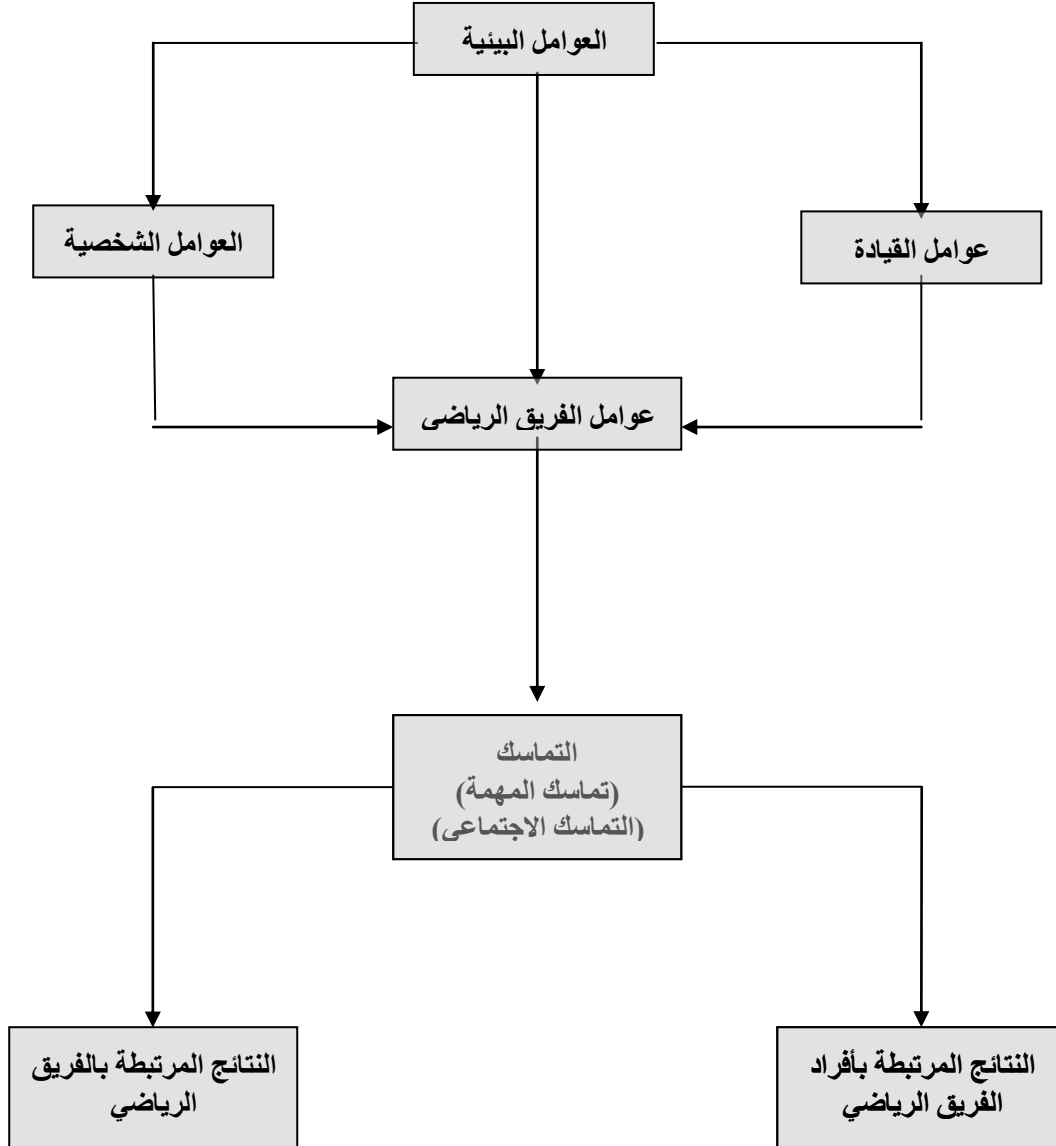 العوامل البيئية
عوامل القيادة
العوامل الشخصية
عوامل الفريق الرياضى
التماسك
(تماسك المهمة)
(التماسك الاجتماعى)
النتائج المرتبطة بأفراد
الفريق الرياضي
النتائج المرتبطة بالفريق
الرياضي